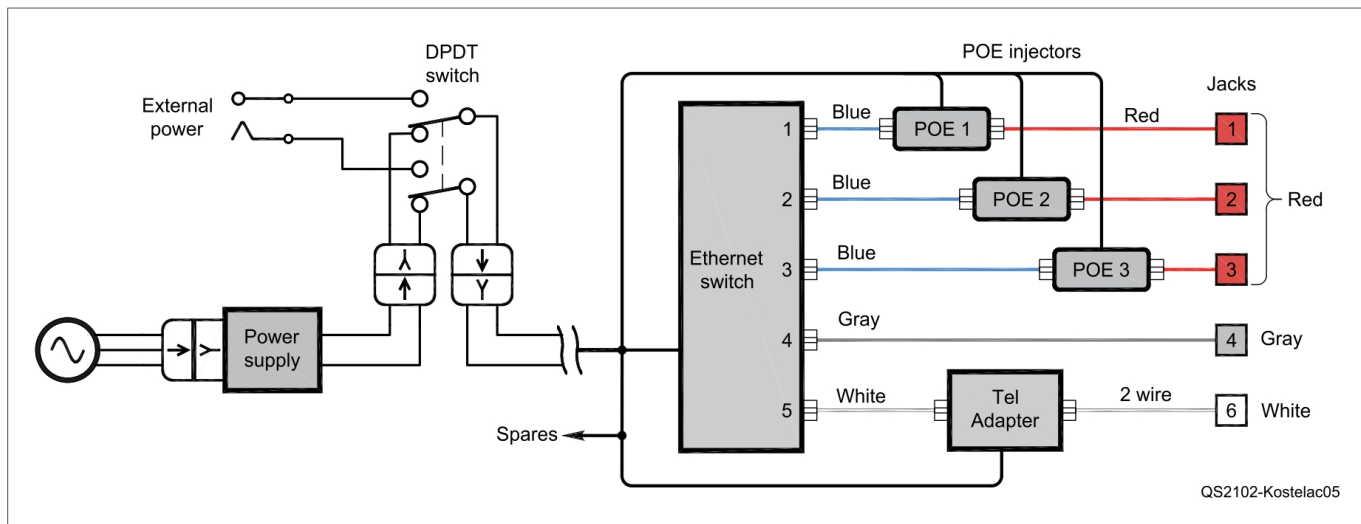 DPDT
switch
External
power
POE injectors
Jacks
1
Blue
POE 1
Red
1
2
Blue
POE 2
2
Red
3
Blue
POE 3
3
Ethernet
switch
Power
supply
4
Gray
4
Gray
5
White
Tel
Adapter
2 wire
6
White
Spares
QS2102-Kostelac05